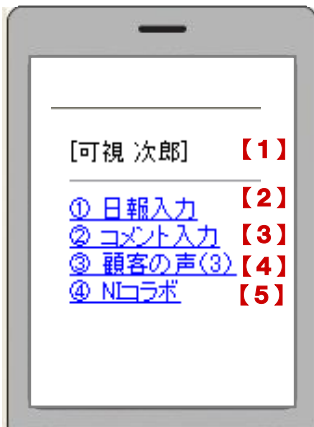 [可視 次郎] 【1】
① 日報入力 【2】
② コメント入力 【3】
③ 顧客の声(3) 【4】
④ NIコラボ 【5】